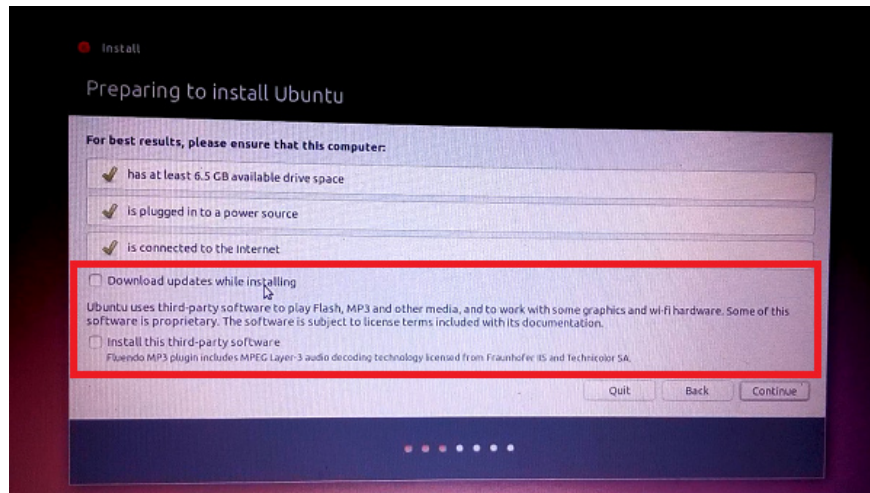 Install
Preparing to install Ubuntu
For best results, please ensure that this computer:
has at least 6.5 GB available drive space
is plugged in to a power source
is connected to the Internet
Download updates while installing
Ubuntu uses third-party software to play Flash, MP3 and other media, and to work with some graphics and wi-fi hardware. Some of this
software is proprietary. The software is subject to license terms included with its documentation.
Install this third-party software
Fluendo MP3 plugin includes MPEG Layer-3 audio decoding technology licensed from Fraunhofer IIS and Technicolor SA.
Quit Back Continue